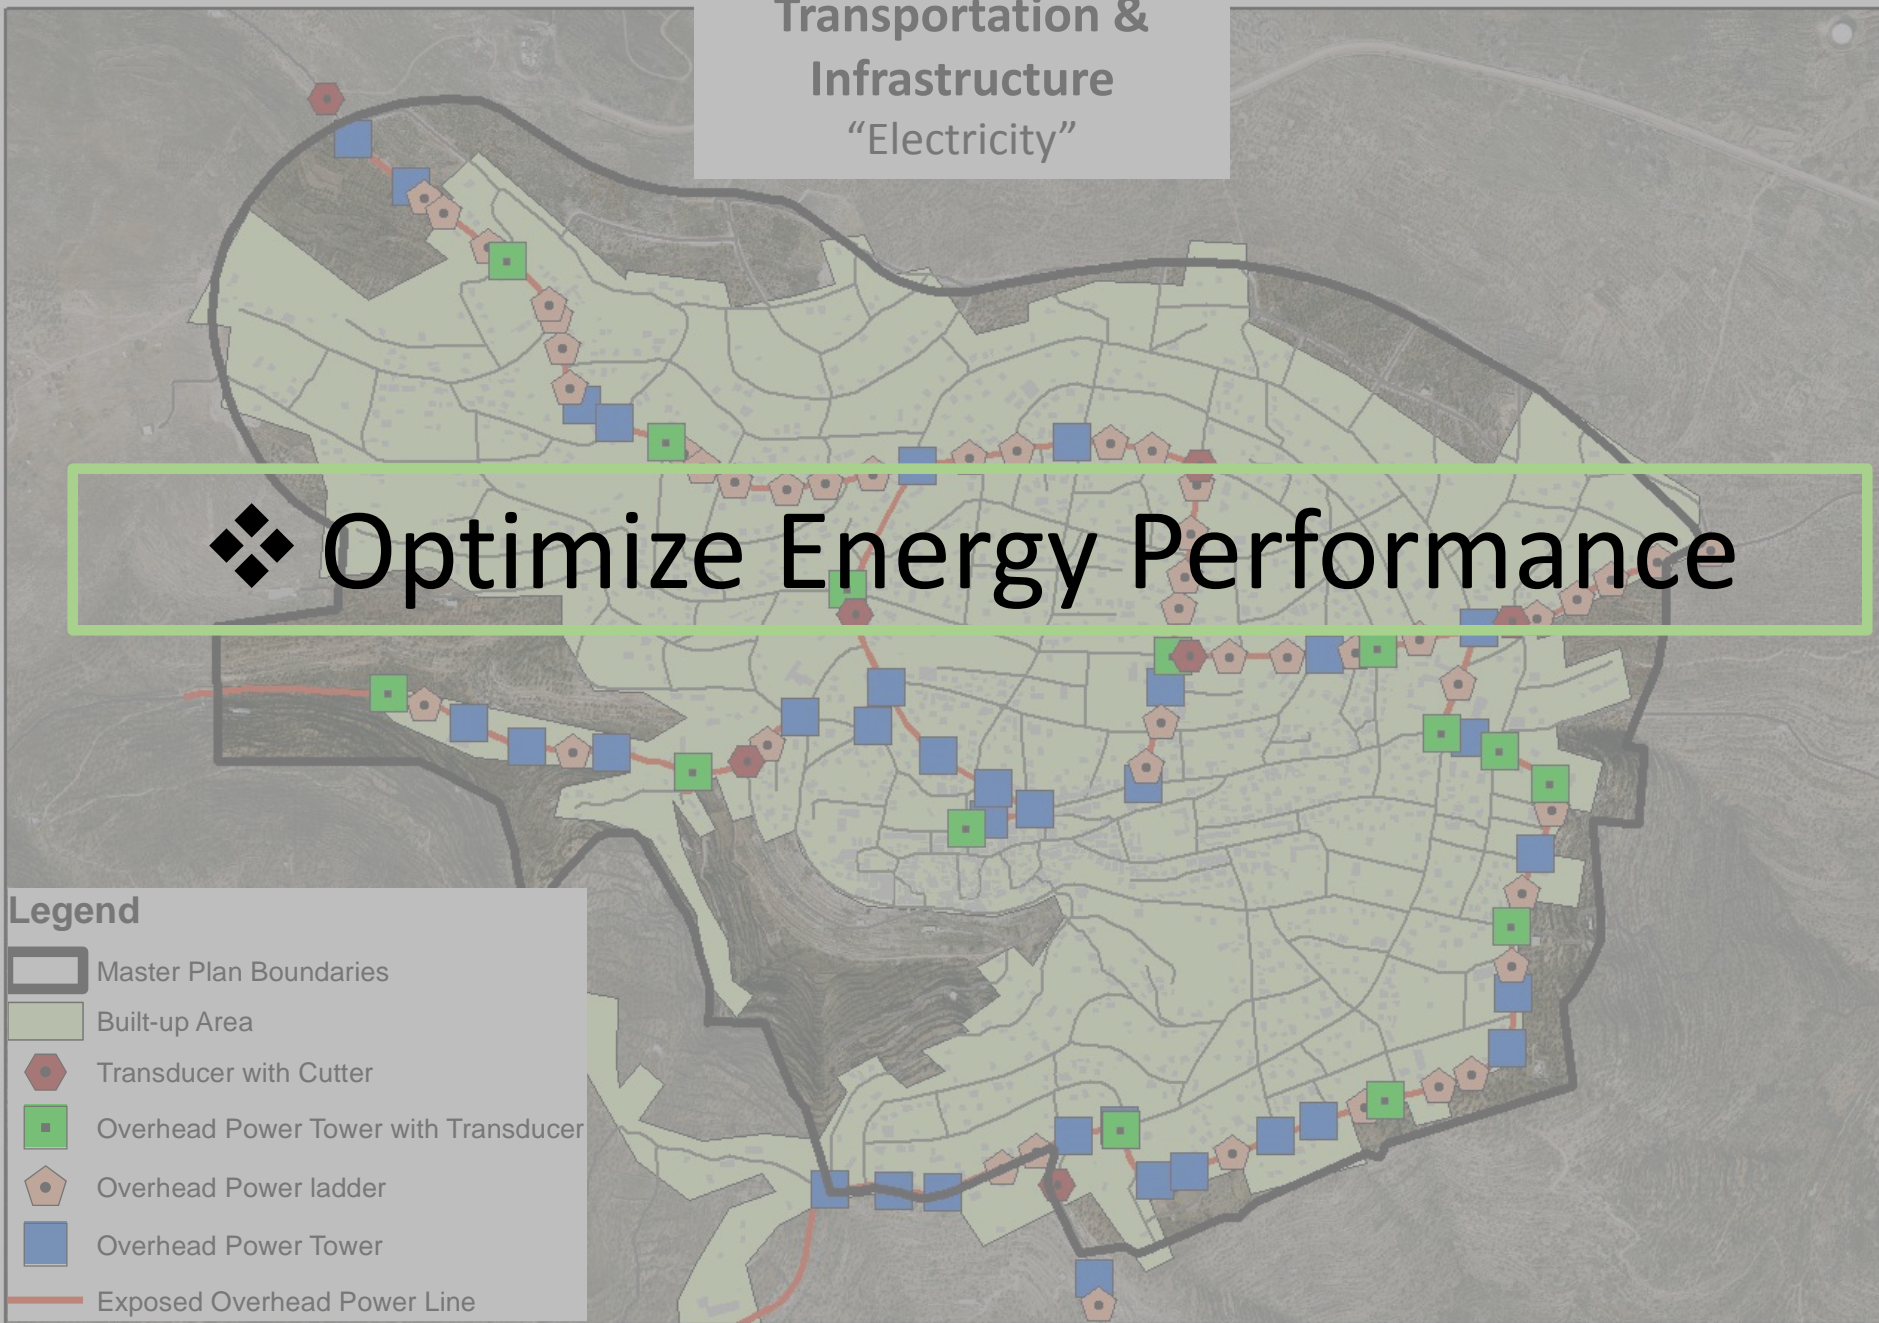 Transportation &
Infrastructure
“Electricity”
❖ Optimize Energy Performance
Legend
Master Plan Boundaries
Built-up Area
Transducer with Cutter
Overhead Power Tower with Transducer
Overhead Power ladder
Overhead Power Tower
Exposed Overhead Power Line